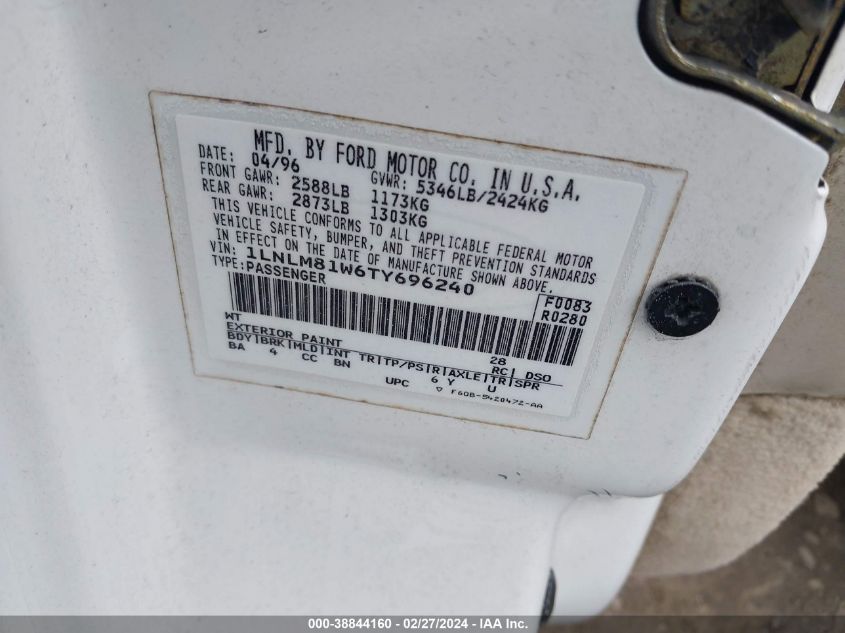 MFD. BY FORD MOTOR CO. IN U.S.A.
DATE: 04/96 GVWR: 5346LB/2424KG
FRONT GAWR: 2588LB 1173KG
REAR GAWR: 2873LB 1303KG
THIS VEHICLE CONFORMS TO ALL APPLICABLE FEDERAL MOTOR
VEHICLE SAFETY, BUMPER, AND THEFT PREVENTION STANDARDS
IN EFFECT ON THE DATE OF MANUFACTURE SHOWN ABOVE.
VIN: 1LNLM81W6TY696240
TYPE: PASSENGER
F0083
R0280
WT 28
EXTERIOR PAINT RC| DSO
BDY|BRK|MLD|INT TR|TP/PS|R|AXLE|TR|SPR
BA 4 CC BN 6 Y U
UPC ▽ F6OB-5420472-AA
000-38844160 - 02/27/2024 - IAA Inc.